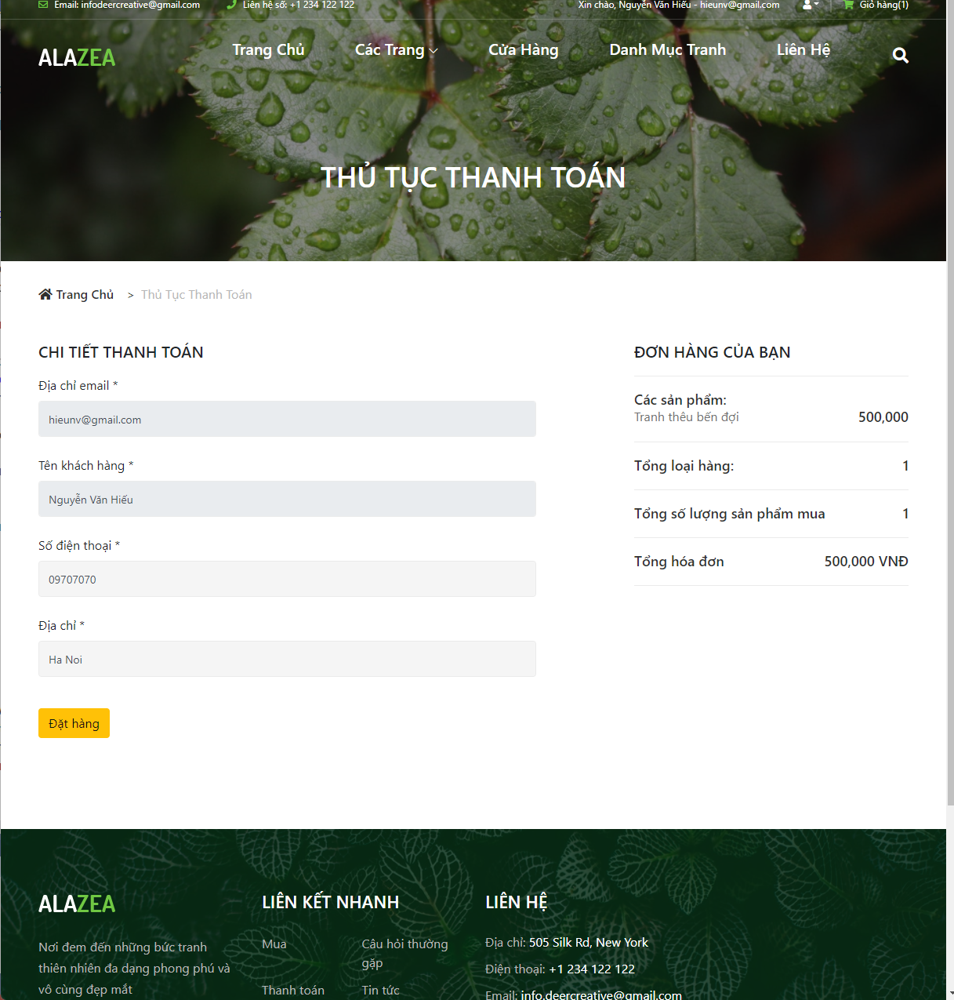 Email: infodeercreative@gmail.com Liên hệ số: +1 234 122 122 Xin chào, Nguyễn Văn Hiếu - hieunv@gmail.com Giỏ hàng(1)
ALAZEA Trang Chủ Các Trang Cửa Hàng Danh Mục Tranh Liên Hệ
THỦ TỤC THANH TOÁN
Trang Chủ > Thủ Tục Thanh Toán
CHI TIẾT THANH TOÁN
Địa chỉ email *
hieunv@gmail.com
Tên khách hàng *
Nguyễn Văn Hiếu
Số điện thoại *
09707070
Địa chỉ *
Ha Noi
Đặt hàng
ĐƠN HÀNG CỦA BẠN
Các sản phẩm:
Tranh thêu bến đợi 500,000
Tổng loại hàng: 1
Tổng số lượng sản phẩm mua 1
Tổng hóa đơn 500,000 VNĐ
ALAZEA
Nơi đem đến những bức tranh
thiên nhiên đa dạng phong phú và
vô cùng đẹp mắt
LIÊN KẾT NHANH
Mua
Thanh toán
Câu hỏi thường
gặp
Tin tức
LIÊN HỆ
Địa chỉ: 505 Silk Rd, New York
Điện thoại: +1 234 122 122
Email: info.deercreative@gmail.com